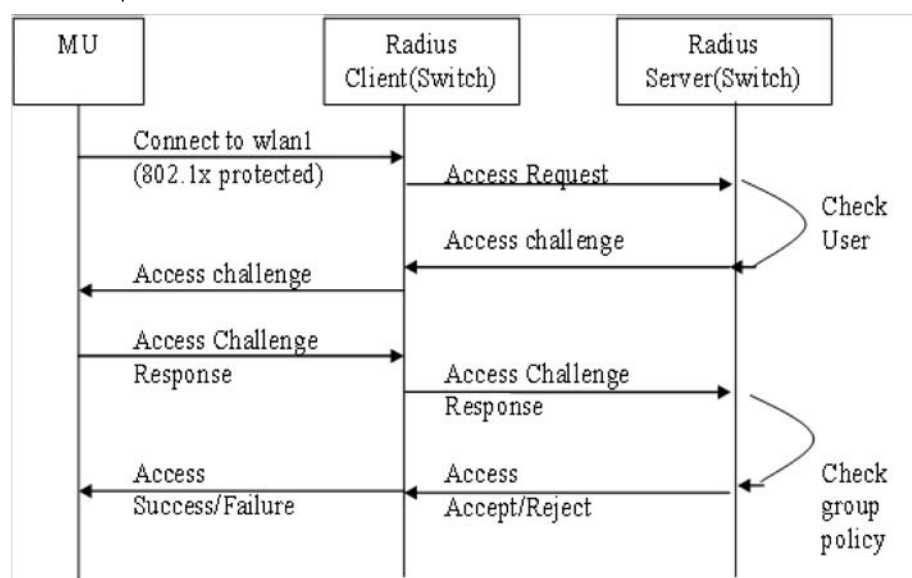 MU
Radius
Client(Switch)
Radius
Server(Switch)
Connect to wlan1
(802.1x protected)
Access Request
Check
User
Access challenge
Access challenge
Access Challenge
Response
Access Challenge
Response
Access
Success/Failure
Access
Accept/Reject
Check
group
policy